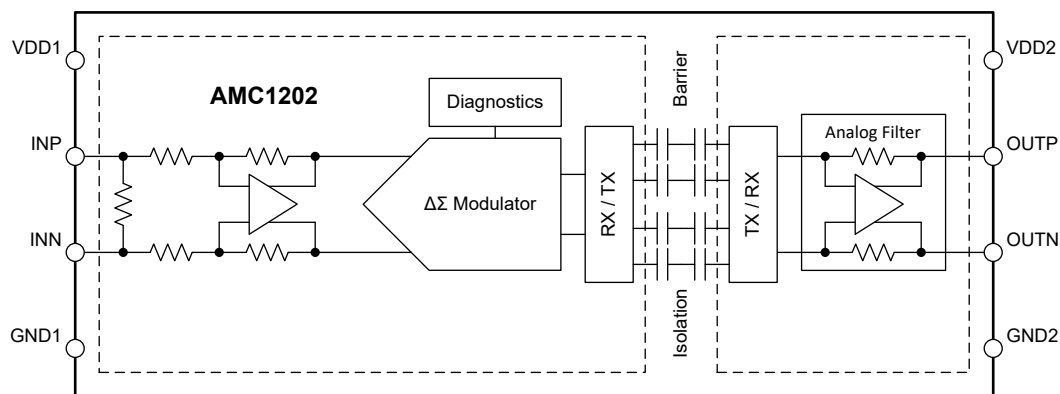 VDD1
VDD2
AMC1202
Diagnostics
Barrier
INP
Analog Filter
OUTP
ΔΣ Modulator
RX / TX
TX / RX
INN
OUTN
Isolation
GND1
GND2